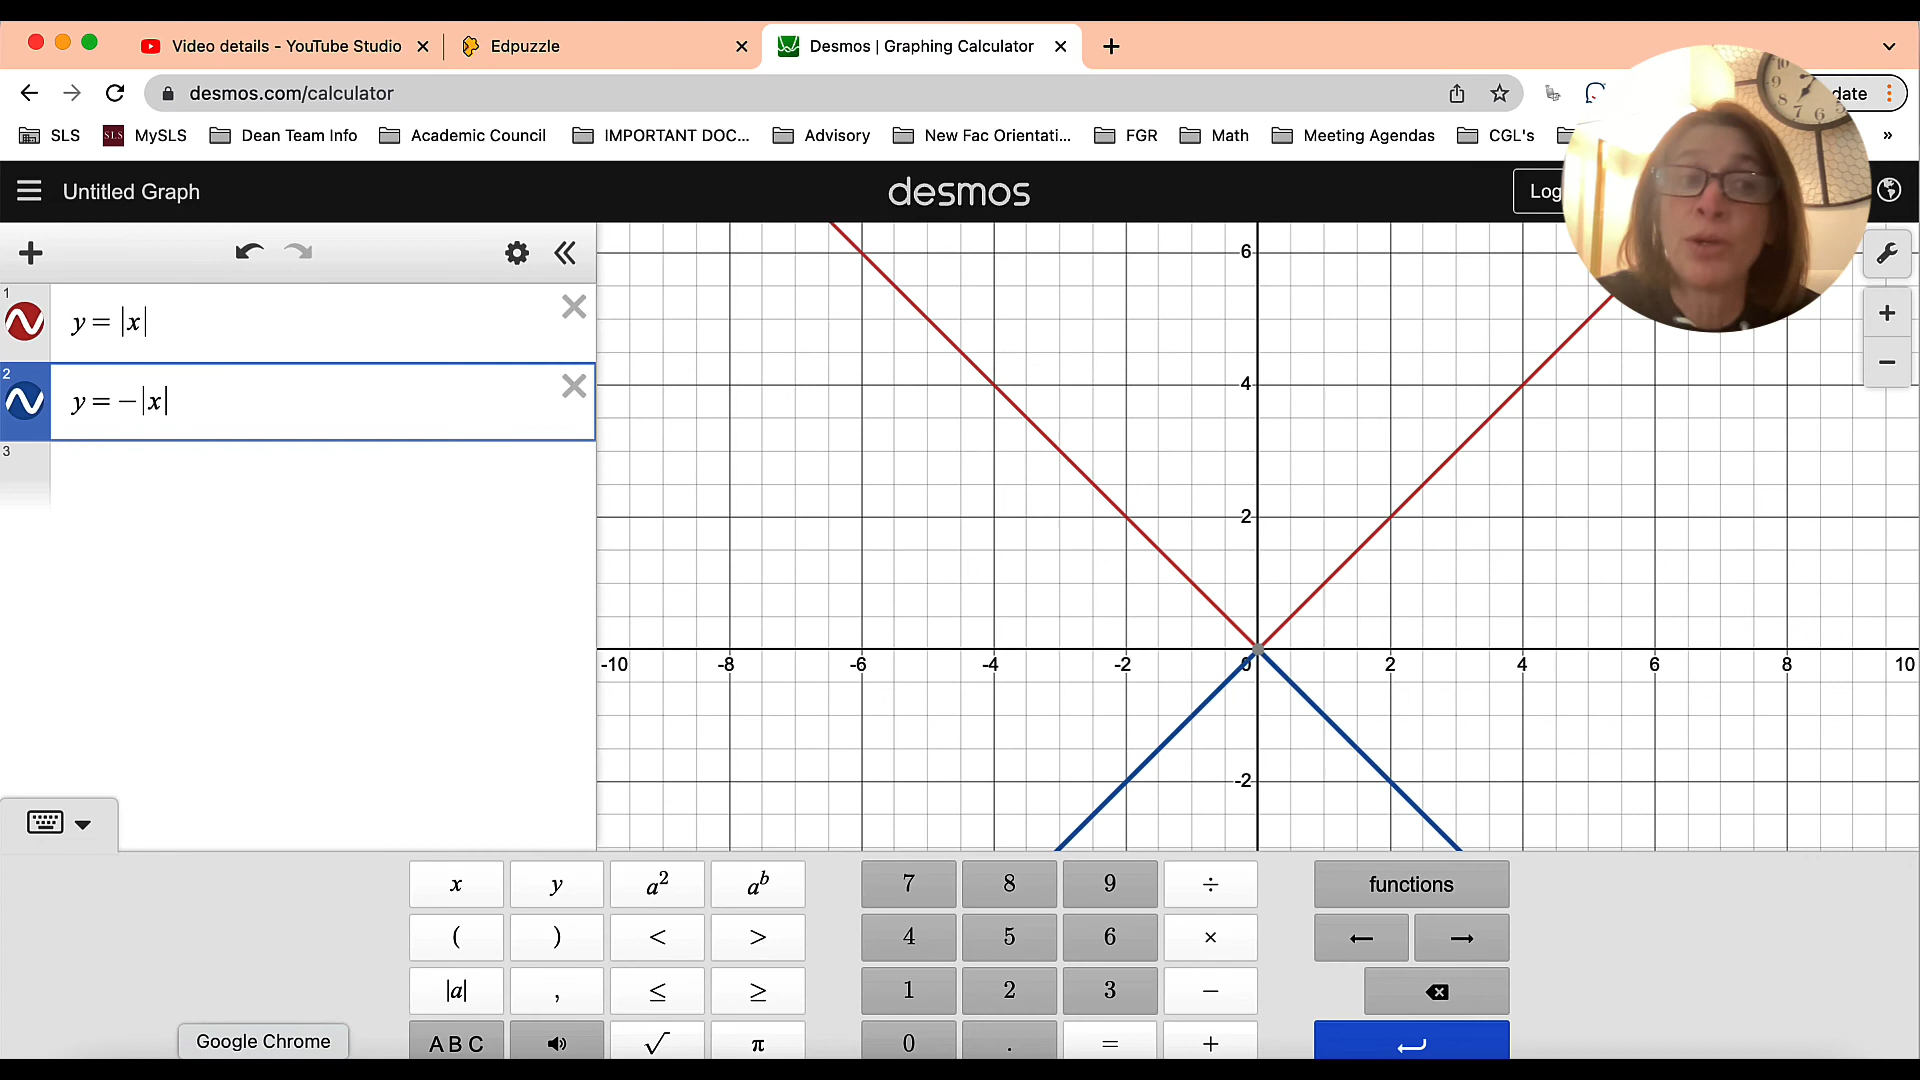 Video details - YouTube Studio
Edpuzzle
Desmos | Graphing Calculator
desmos.com/calculator
SLS
MySLS
Dean Team Info
Academic Council
IMPORTANT DOC...
Advisory
New Fac Orientati...
FGR
Math
Meeting Agendas
CGL's
»
Untitled Graph
desmos
1
y = |x|
2
y = −|x|
3
6
4
2
-10 -8 -6 -4 -2 0 2 4 6 8 10
-2
x y a² aᵇ 7 8 9 ÷ functions
( ) < > 4 5 6 × ← →
|a| , ≤ ≥ 1 2 3 −
A B C √ π 0 . = +
Google Chrome